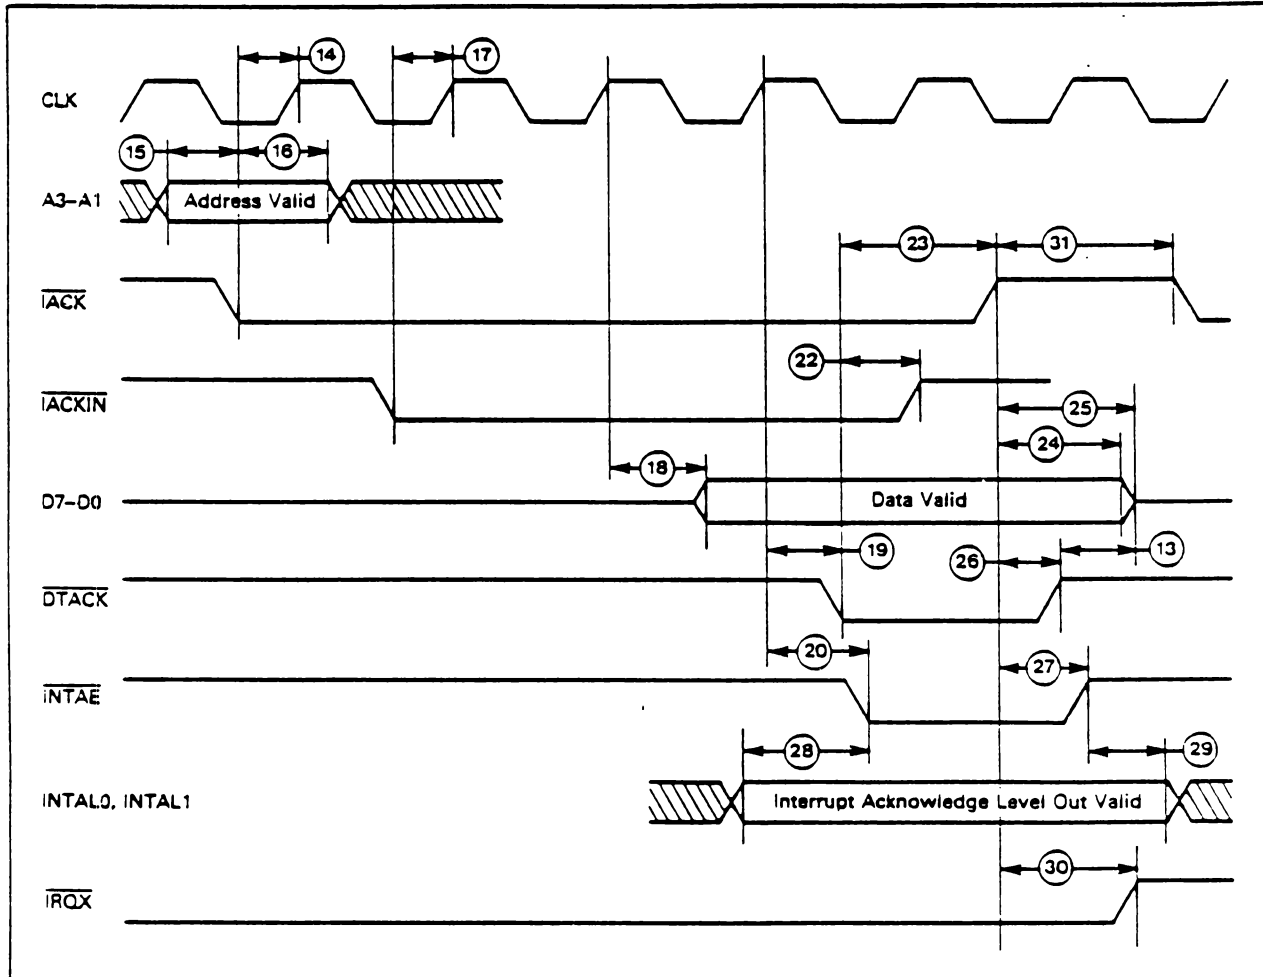 14
17
CLK
15
16
A3–A1
Address Valid
23
31
IACK
22
IACKIN
25
24
18
D7–D0
Data Valid
19
26
13
DTACK
20
27
INTAE
28
29
INTAL0, INTAL1
Interrupt Acknowledge Level Out Valid
30
IRQX